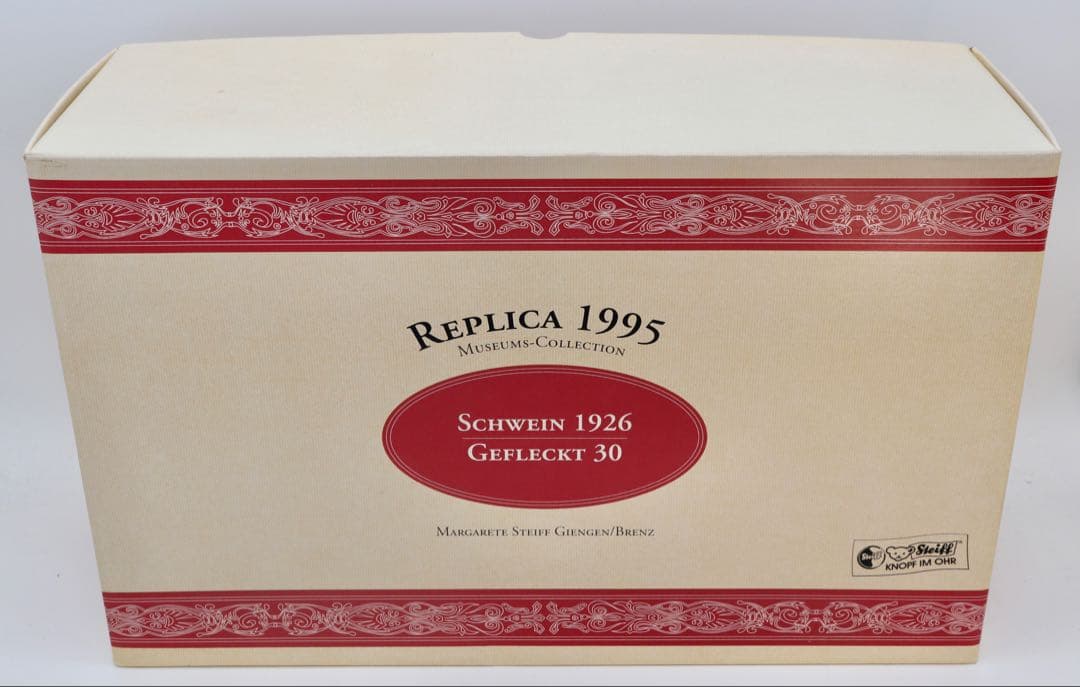 REPLICA 1995
MUSEUMS-COLLECTION
SCHWEIN 1926
GEFLECKT 30
MARGARETE STEIFF GIENGEN/BRENZ
Steiff
KNOPF IM OHR